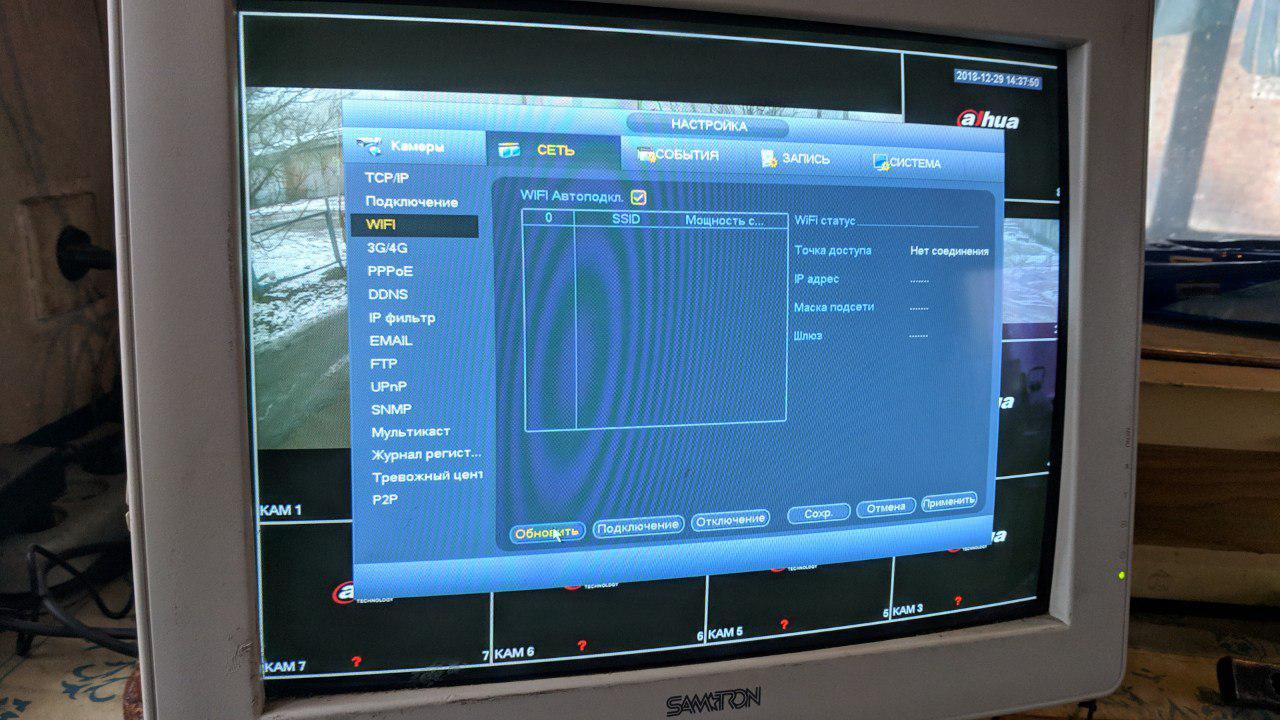 2018-12-29 14:37:50
alhua
НАСТРОЙКА
Камеры
СЕТЬ
СОБЫТИЯ
ЗАПИСЬ
СИСТЕМА
TCP/IP
Подключение
WIFI
3G/4G
PPPoE
DDNS
IP фильтр
EMAIL
FTP
UPnP
SNMP
Мультикаст
Журнал регист...
Тревожный цент
P2P
WIFI Автоподкл.
0 SSID Мощность с...
WiFi статус
Точка доступа Нет соединения
IP адрес .......
Маска подсети .......
Шлюз .......
Обновить Подключение Отключение Сохр. Отмена Применить
КАМ 1
TECHNOLOGY
TECHNOLOGY
TECHNOLOGY
КАМ 7 ? 7
КАМ 6 ? 6
КАМ 5 ? 5
КАМ 3 ?
SAMTRON